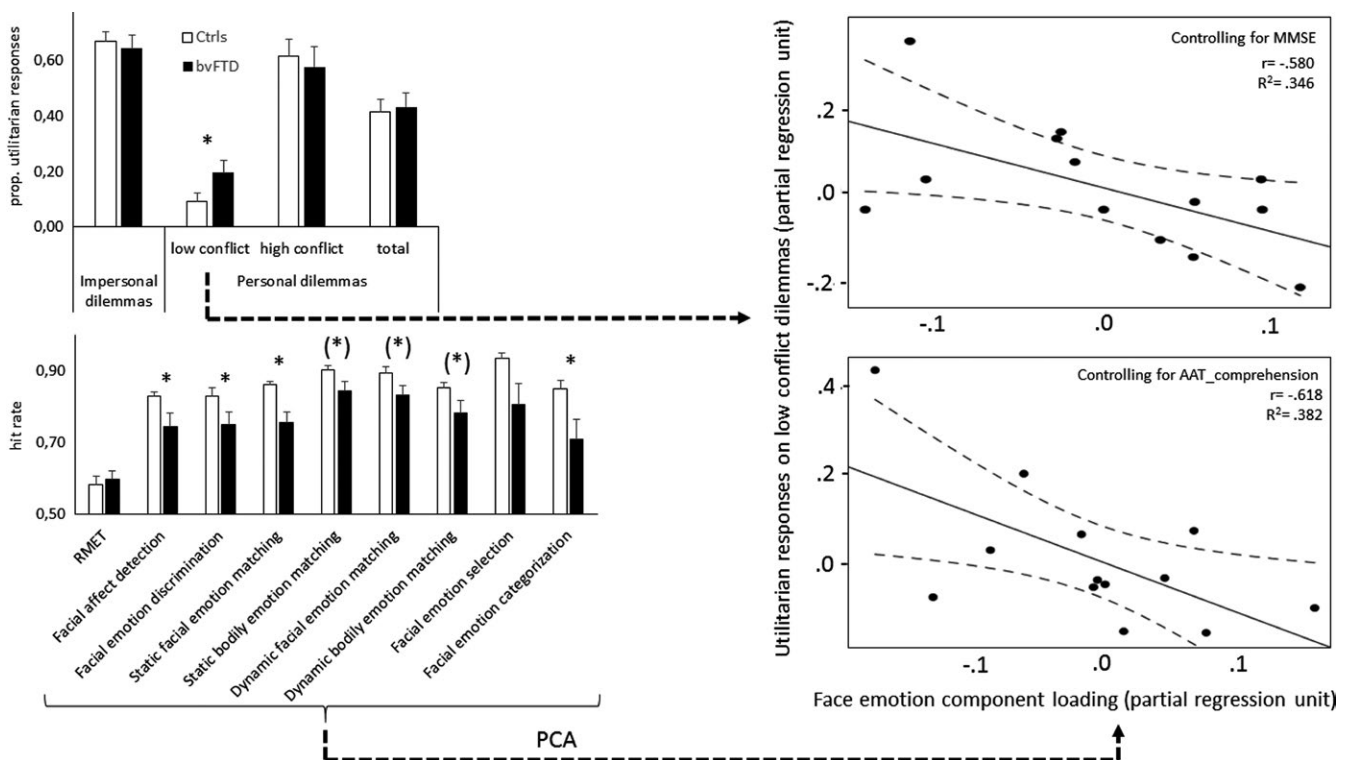 prop. utilitarian responses
0,60
0,40
0,20
0,00
Ctrls
bvFTD
*
low conflict
high conflict
total
Impersonal
dilemmas
Personal dilemmas
hit rate
0,90
0,70
0,50
*
*
*
(*)
(*)
(*)
*
RMET
Facial affect detection
Facial emotion discrimination
Static facial emotion matching
Static bodily emotion matching
Dynamic facial emotion matching
Dynamic bodily emotion matching
Facial emotion selection
Facial emotion categorization
PCA
Utilitarian responses on low conflict dilemmas (partial regression unit)
Controlling for MMSE
r= -.580
R²= .346
.2
.0
-.2
-.1
.0
.1
Controlling for AAT_comprehension
r= -.618
R²= .382
.4
.2
.0
-.1
.0
.1
Face emotion component loading (partial regression unit)